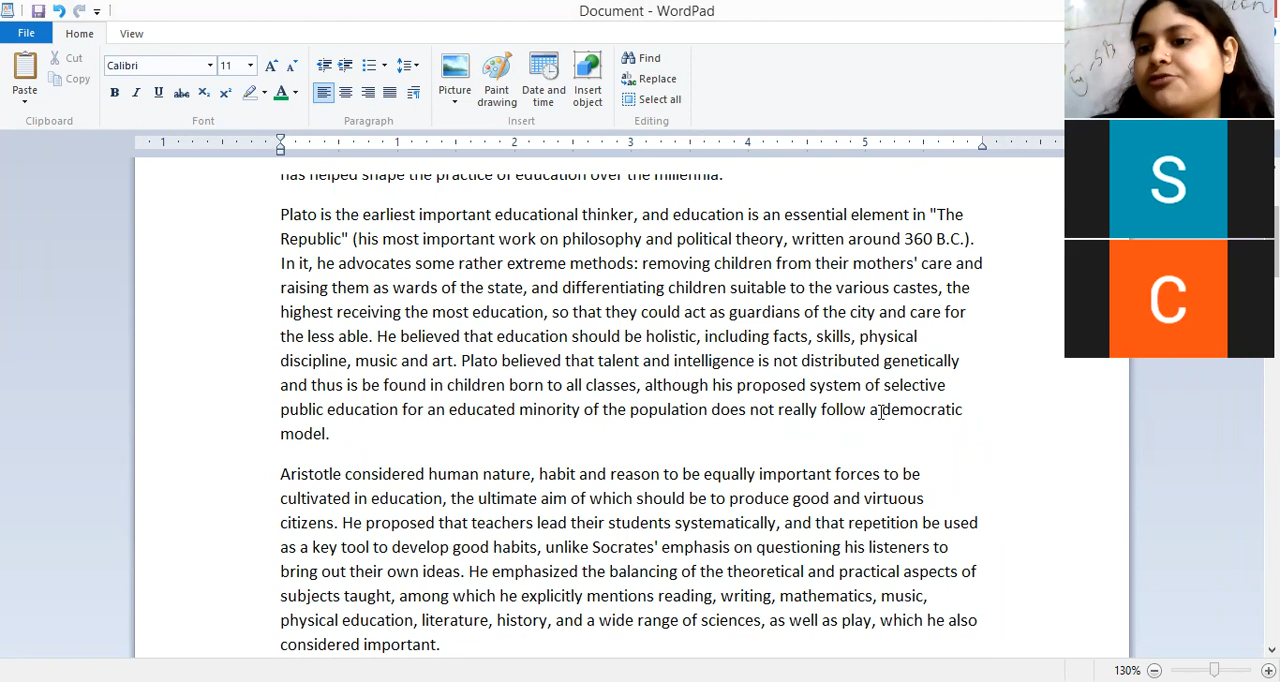 Document - WordPad
File
Home
View
Paste
Cut
Copy
Clipboard
Calibri
11
B I U abc X₂ X²
A
Font
Paragraph
Picture
Paint drawing
Date and time
Insert object
Insert
Find
Replace
Select all
Editing
1 1 2 3 4 5
has helped shape the practice of education over the millennia.
Plato is the earliest important educational thinker, and education is an essential element in "The
Republic" (his most important work on philosophy and political theory, written around 360 B.C.).
In it, he advocates some rather extreme methods: removing children from their mothers' care and
raising them as wards of the state, and differentiating children suitable to the various castes, the
highest receiving the most education, so that they could act as guardians of the city and care for
the less able. He believed that education should be holistic, including facts, skills, physical
discipline, music and art. Plato believed that talent and intelligence is not distributed genetically
and thus is be found in children born to all classes, although his proposed system of selective
public education for an educated minority of the population does not really follow a democratic
model.
Aristotle considered human nature, habit and reason to be equally important forces to be
cultivated in education, the ultimate aim of which should be to produce good and virtuous
citizens. He proposed that teachers lead their students systematically, and that repetition be used
as a key tool to develop good habits, unlike Socrates' emphasis on questioning his listeners to
bring out their own ideas. He emphasized the balancing of the theoretical and practical aspects of
subjects taught, among which he explicitly mentions reading, writing, mathematics, music,
physical education, literature, history, and a wide range of sciences, as well as play, which he also
considered important.
S
C
130%